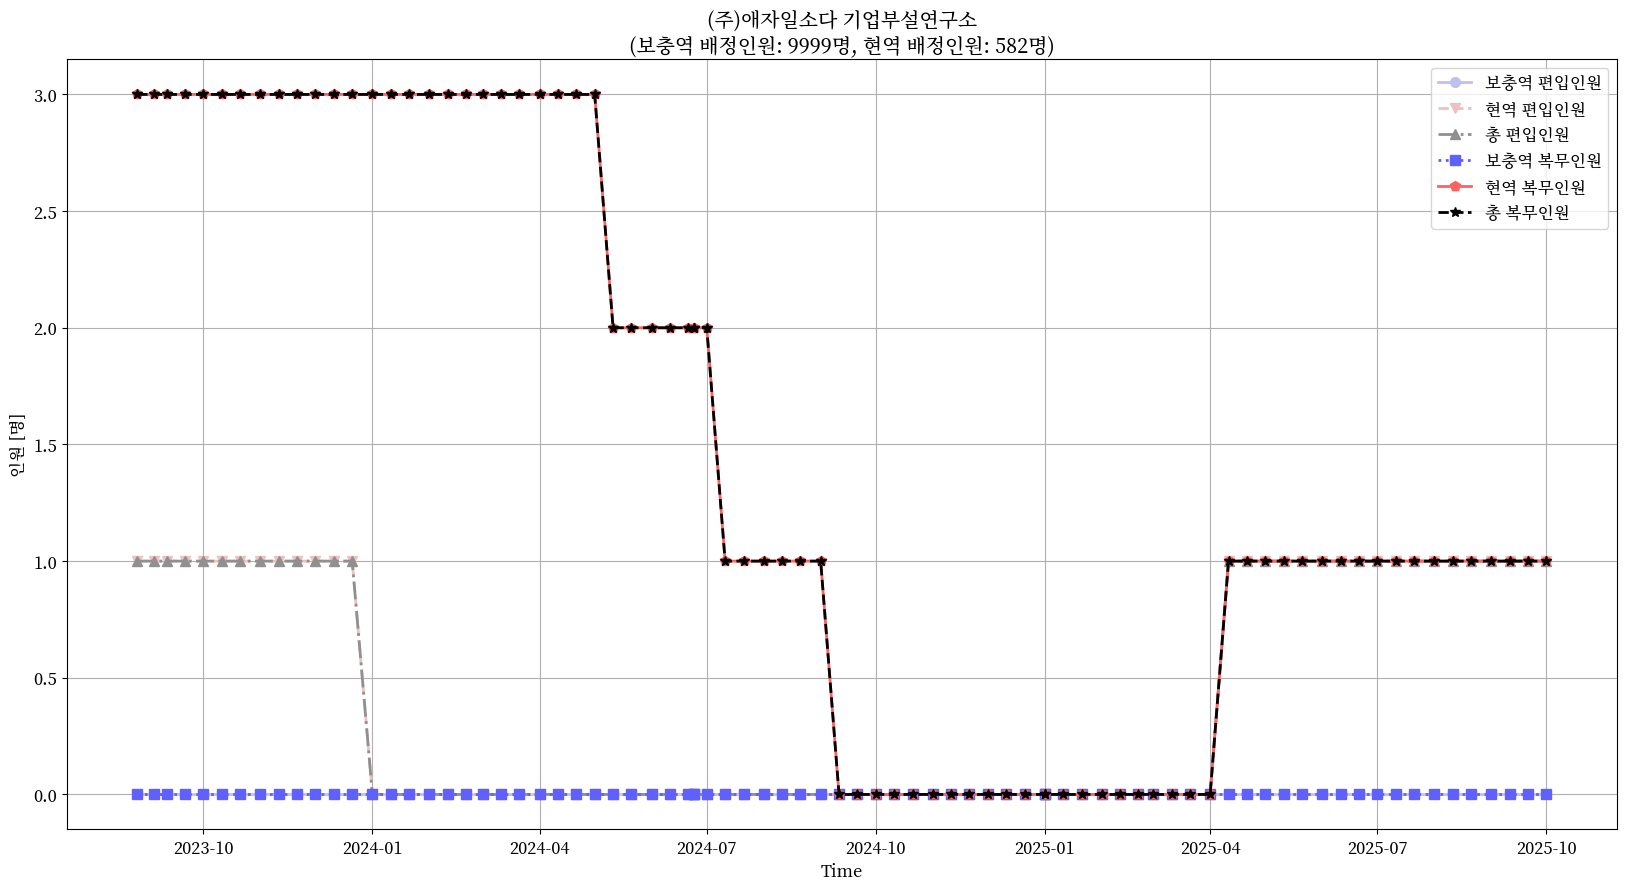 (주)애자일소다 기업부설연구소
(보충역 배정인원: 9999명, 현역 배정인원: 582명)
보충역 편입인원
현역 편입인원
총 편입인원
보충역 복무인원
현역 복무인원
총 복무인원
3.0
2.5
2.0
1.5
1.0
0.5
0.0
인원 [명]
2023-10
2024-01
2024-04
2024-07
2024-10
2025-01
2025-04
2025-07
2025-10
Time